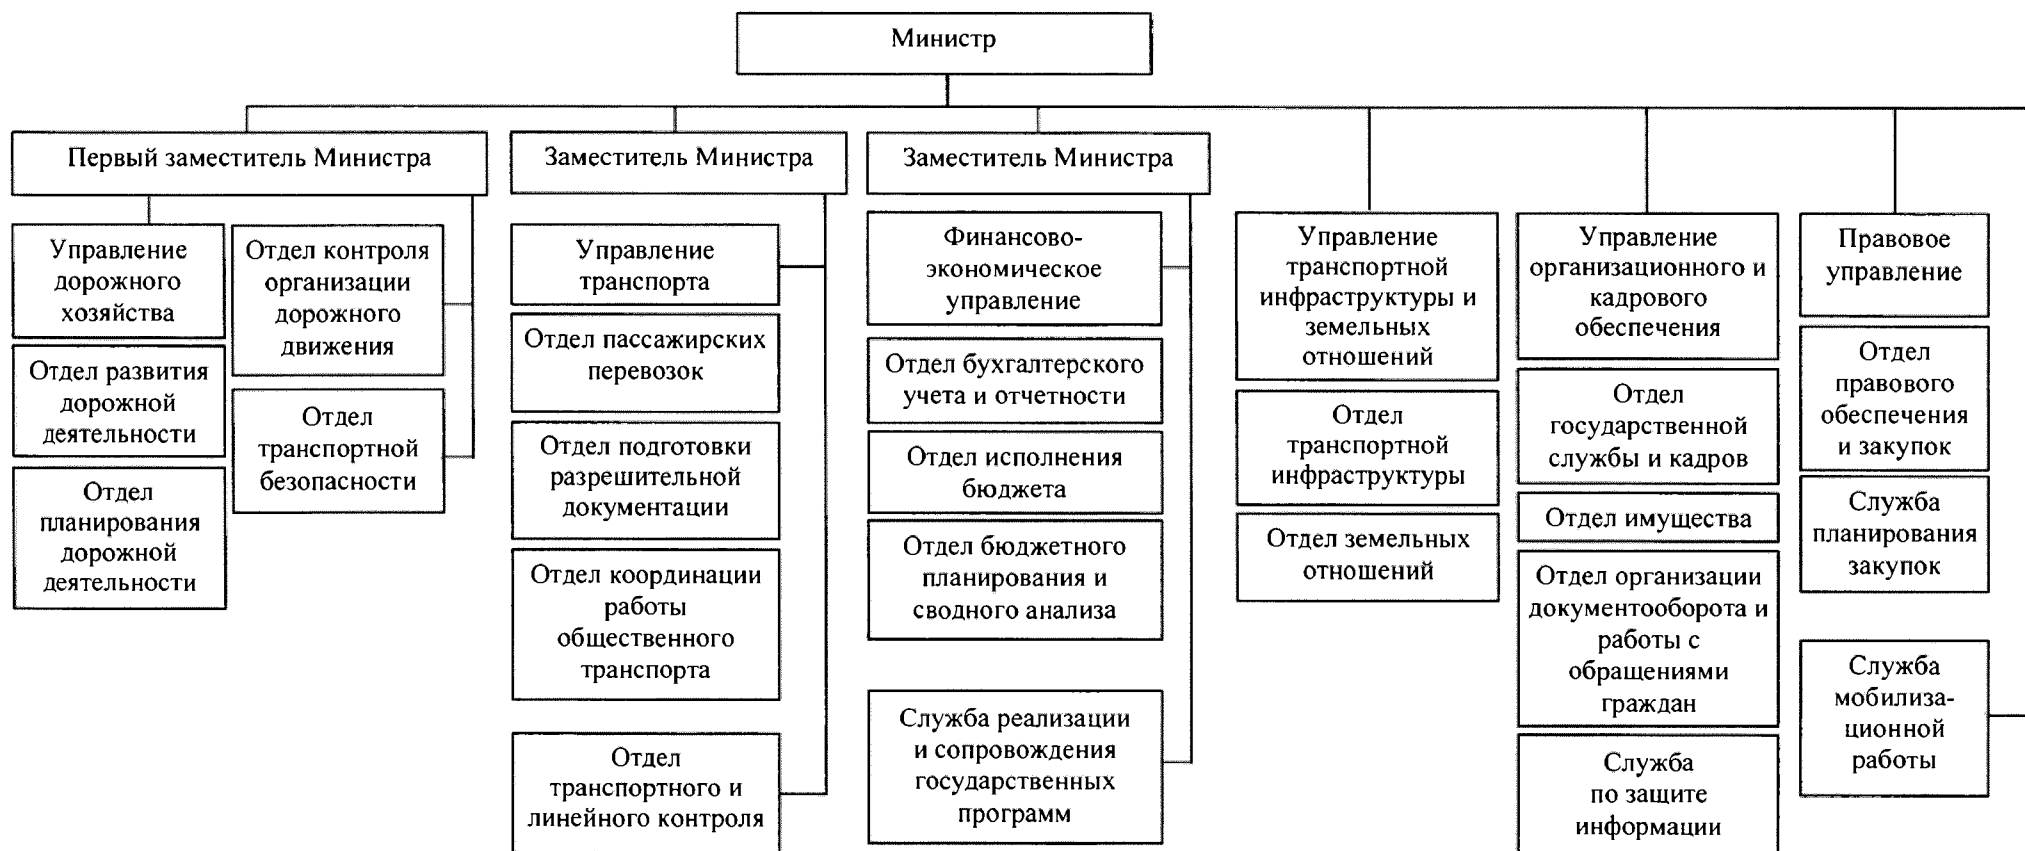 Министр
Первый заместитель Министра
Управление
дорожного
хозяйства
Отдел развития
дорожной
деятельности
Отдел
планирования
дорожной
деятельности
Отдел контроля
организации
дорожного
движения
Отдел
транспортной
безопасности
Заместитель Министра
Управление
транспорта
Отдел пассажирских
перевозок
Отдел подготовки
разрешительной
документации
Отдел координации
работы
общественного
транспорта
Отдел
транспортного и
линейного контроля
Заместитель Министра
Финансово-
экономическое
управление
Отдел бухгалтерского
учета и отчетности
Отдел исполнения
бюджета
Отдел бюджетного
планирования и
сводного анализа
Служба реализации
и сопровождения
государственных
программ
Управление
транспортной
инфраструктуры и
земельных
отношений
Отдел
транспортной
инфраструктуры
Отдел земельных
отношений
Управление
организационного и
кадрового
обеспечения
Отдел
государственной
службы и кадров
Отдел имущества
Отдел организации
документооборота и
работы с
обращениями
граждан
Служба
по защите
информации
Правовое
управление
Отдел
правового
обеспечения
и закупок
Служба
планирования
закупок
Служба
мобилиза-
ционной
работы